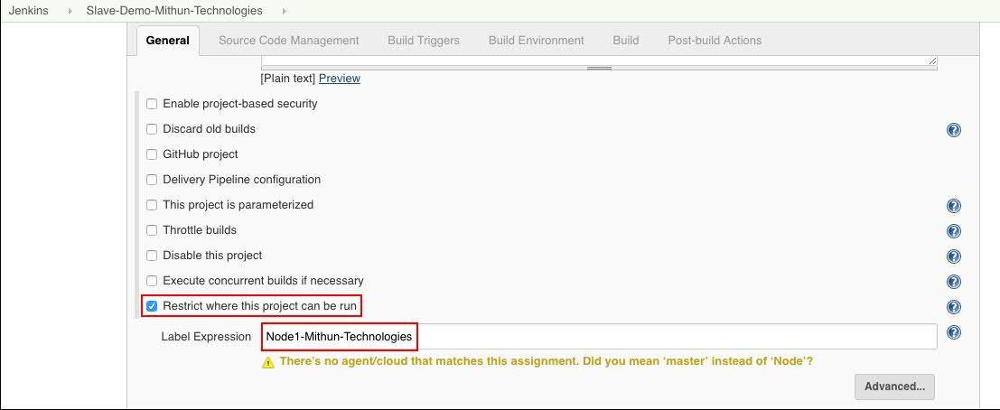 Jenkins Slave-Demo-Mithun-Technologies
General Source Code Management Build Triggers Build Environment Build Post-build Actions
[Plain text] Preview
Enable project-based security
Discard old builds
GitHub project
Delivery Pipeline configuration
This project is parameterized
Throttle builds
Disable this project
Execute concurrent builds if necessary
Restrict where this project can be run
Label Expression Node1-Mithun-Technologies
There's no agent/cloud that matches this assignment. Did you mean ‘master’ instead of ‘Node’?
Advanced...